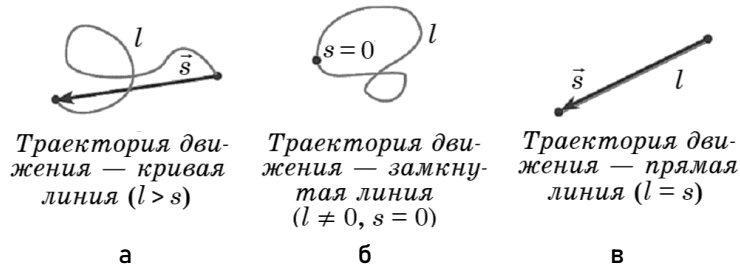 l
s⃗
Траектория дви-
жения — кривая
линия (l > s)
а
s = 0
l
Траектория дви-
жения — замкну-
тая линия
(l ≠ 0, s = 0)
б
s⃗
l
Траектория дви-
жения — прямая
линия (l = s)
в